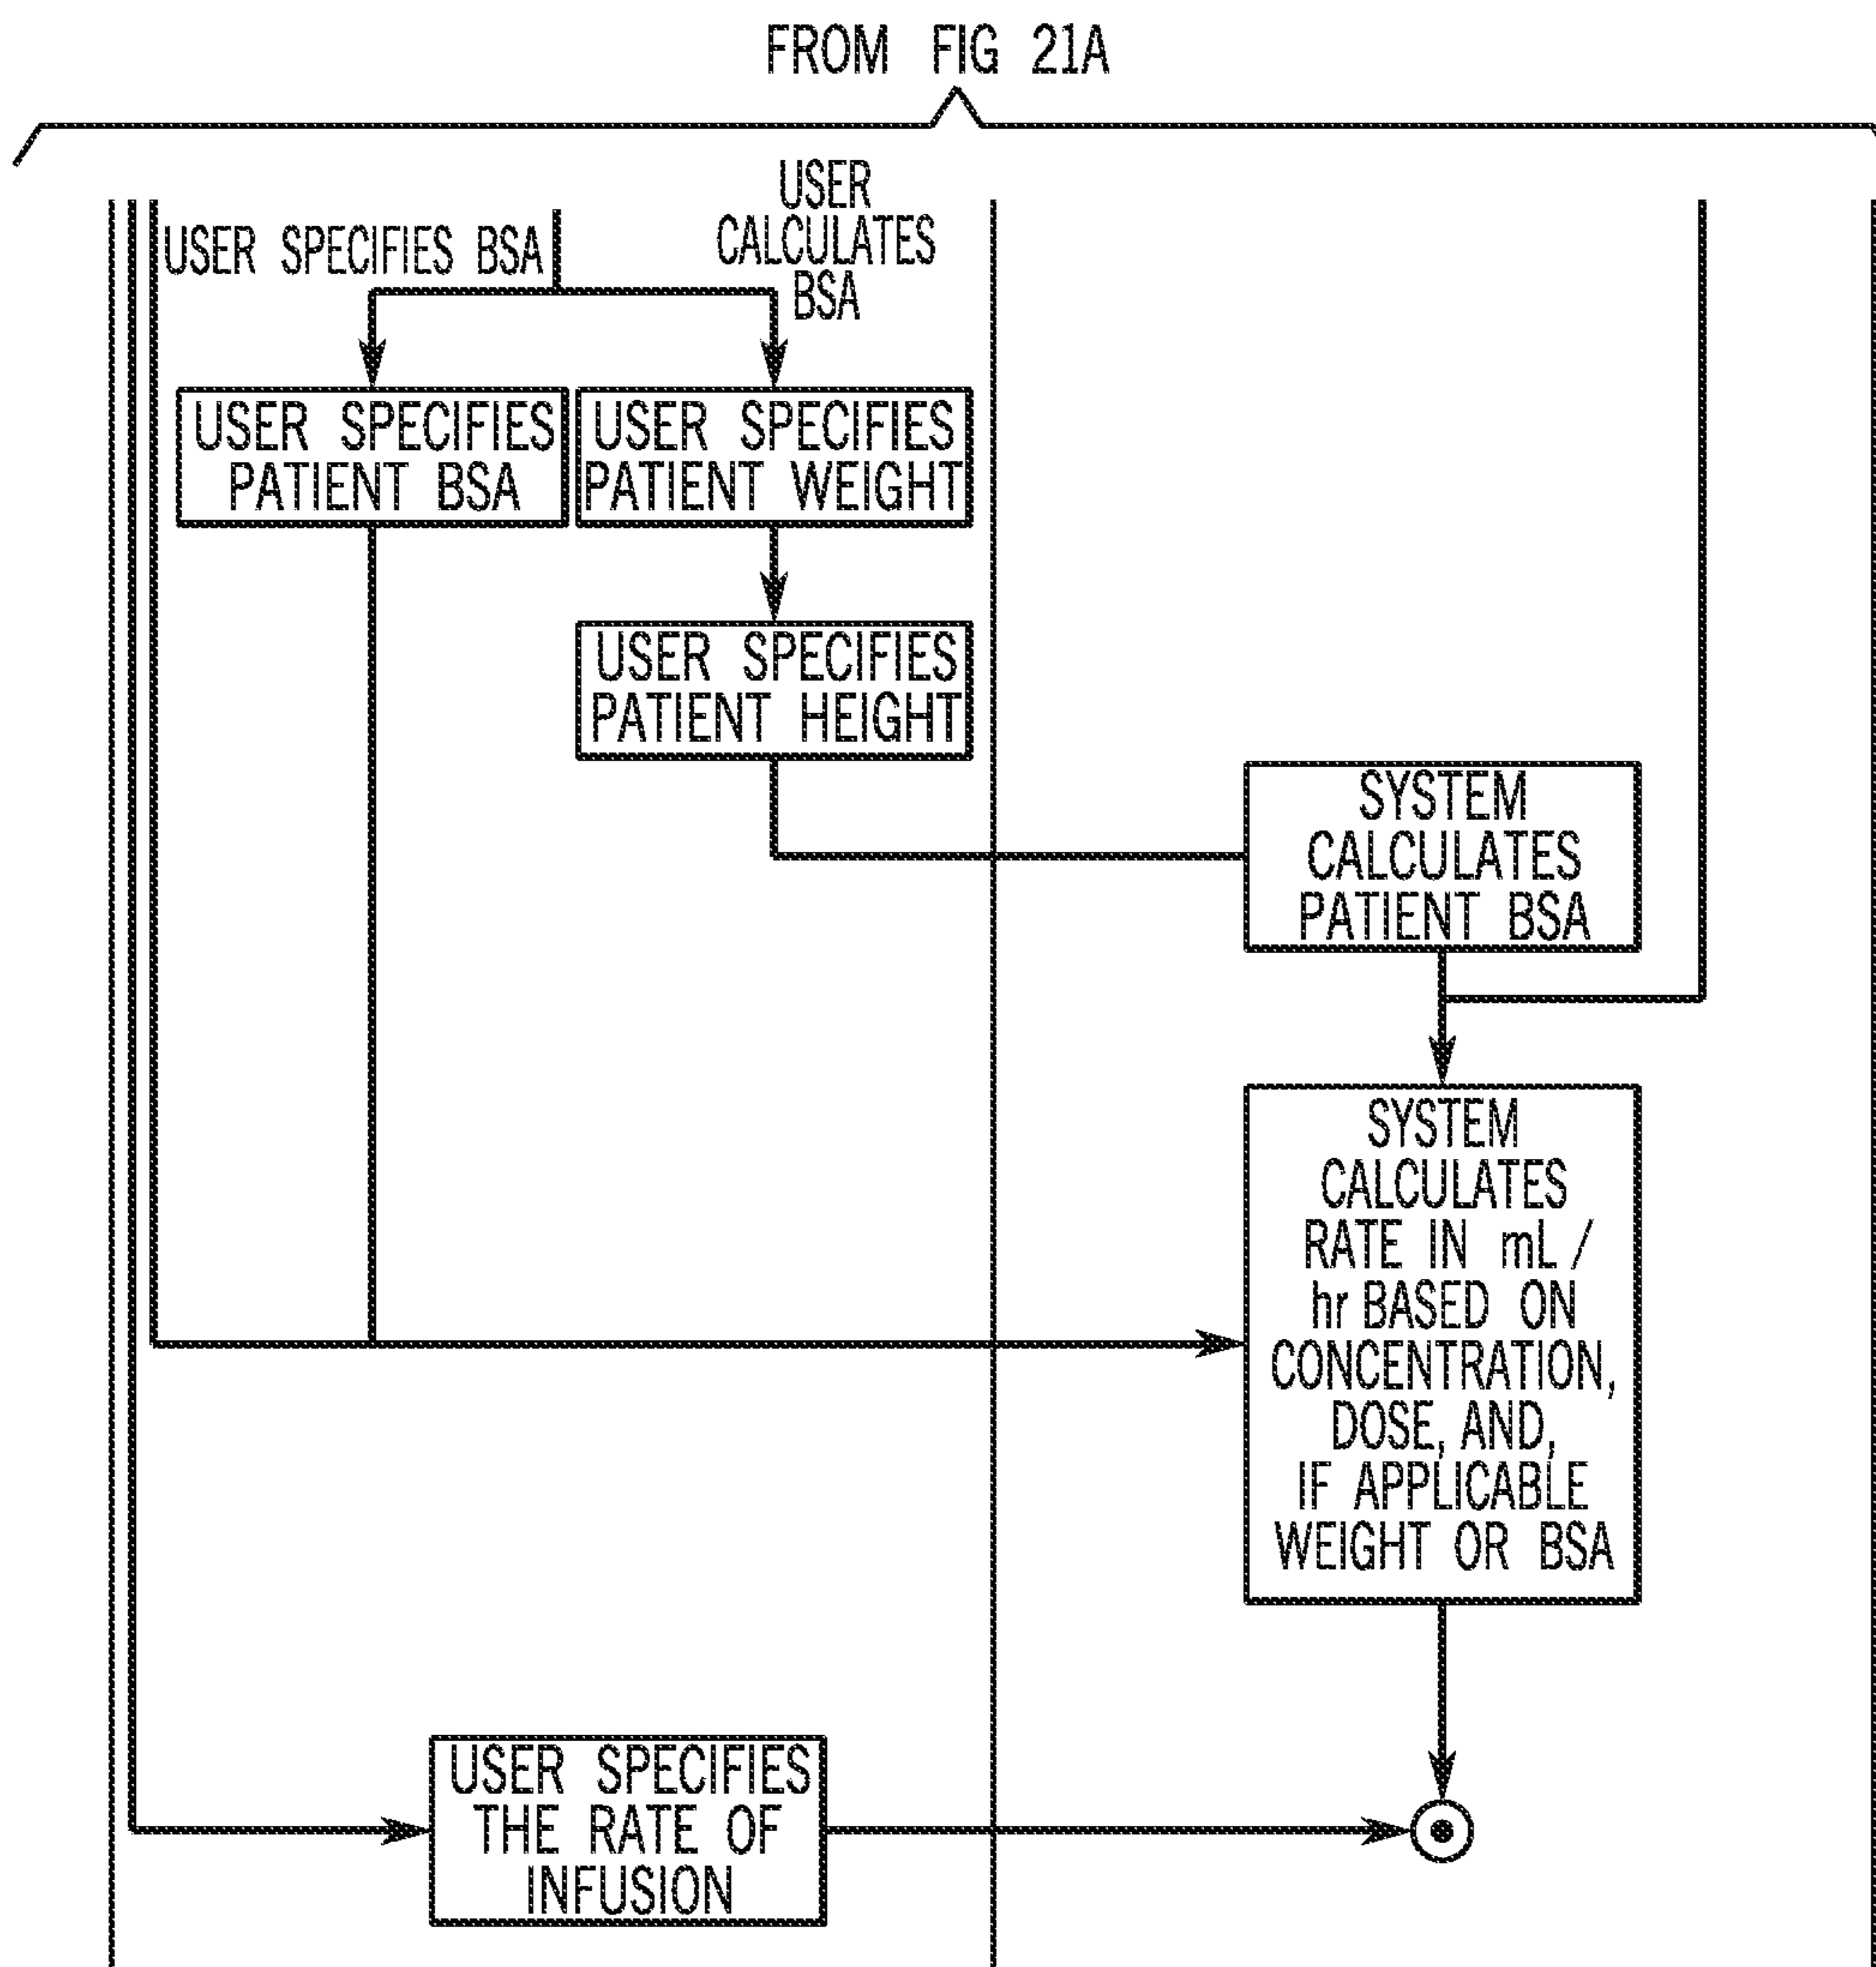 FROM FIG 21A
USER SPECIFIES BSA
USER
CALCULATES
BSA
USER SPECIFIES
PATIENT BSA
USER SPECIFIES
PATIENT WEIGHT
USER SPECIFIES
PATIENT HEIGHT
SYSTEM
CALCULATES
PATIENT BSA
SYSTEM
CALCULATES
RATE IN mL /
hr BASED ON
CONCENTRATION,
DOSE, AND,
IF APPLICABLE
WEIGHT OR BSA
USER SPECIFIES
THE RATE OF
INFUSION